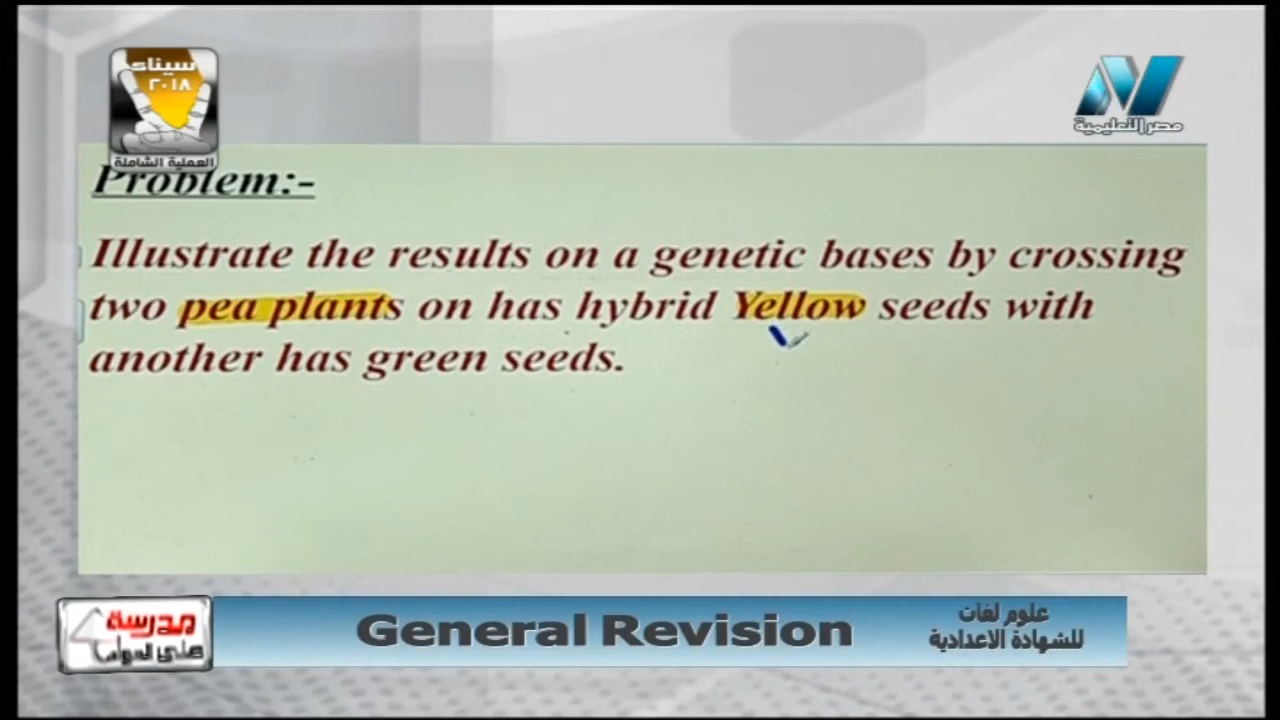 سيناء
٢٠١٨
العملية الشاملة
مصر التعليمية
Problem:-
Illustrate the results on a genetic bases by crossing
two pea plants on has hybrid Yellow seeds with
another has green seeds.
مدرسة
على الهواء
General Revision
علوم لغات
للشهادة الاعدادية